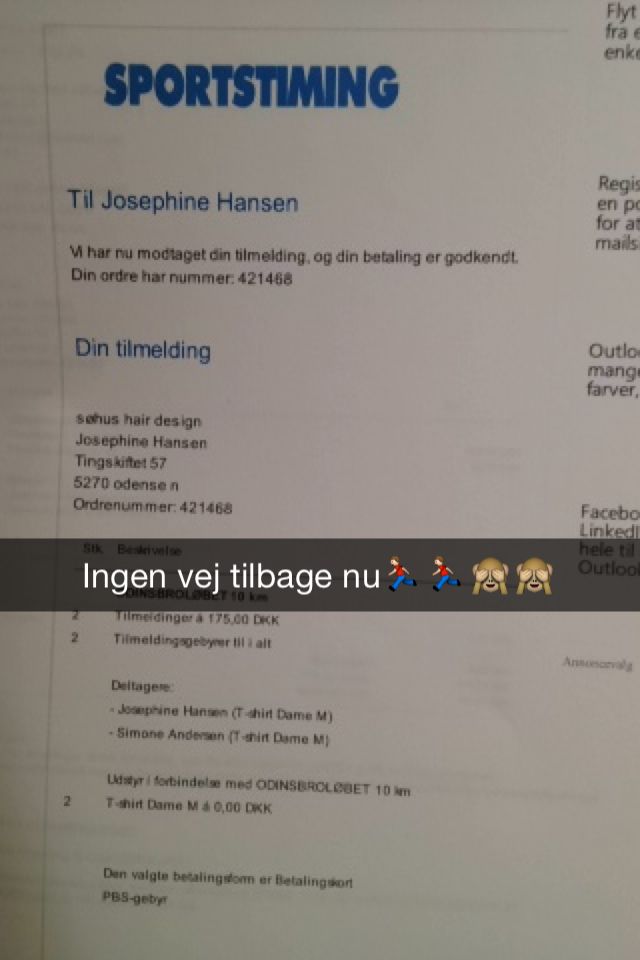 SPORTSTIMING
Til Josephine Hansen
Vi har nu modtaget din tilmelding, og din betaling er godkendt.
Din ordre har nummer: 421468
Din tilmelding
søhus hair design
Josephine Hansen
Tingskiftet 57
5270 odense n
Ordrenummer: 421468
Stk. Beskrivelse
Ingen vej tilbage nu🏃🏃🙈🙈
ODINSBROLØBET 10 km
2 Tilmeldinger á 175,00 DKK
2 Tilmeldingsgebyrer til i alt
Deltagere:
- Josephine Hansen (T-shirt Dame M)
- Simone Andersen (T-shirt Dame M)
Udstyr i forbindelse med ODINSBROLØBET 10 km
2 T-shirt Dame M á 0,00 DKK
Den valgte betalingsform er Betalingskort
PBS-gebyr
Flyt
fra e
enke
Regis
en po
for at
mails
Outlo
mange
farver,
Facebo
LinkedI
hele til
Outlool
Annoncevalg